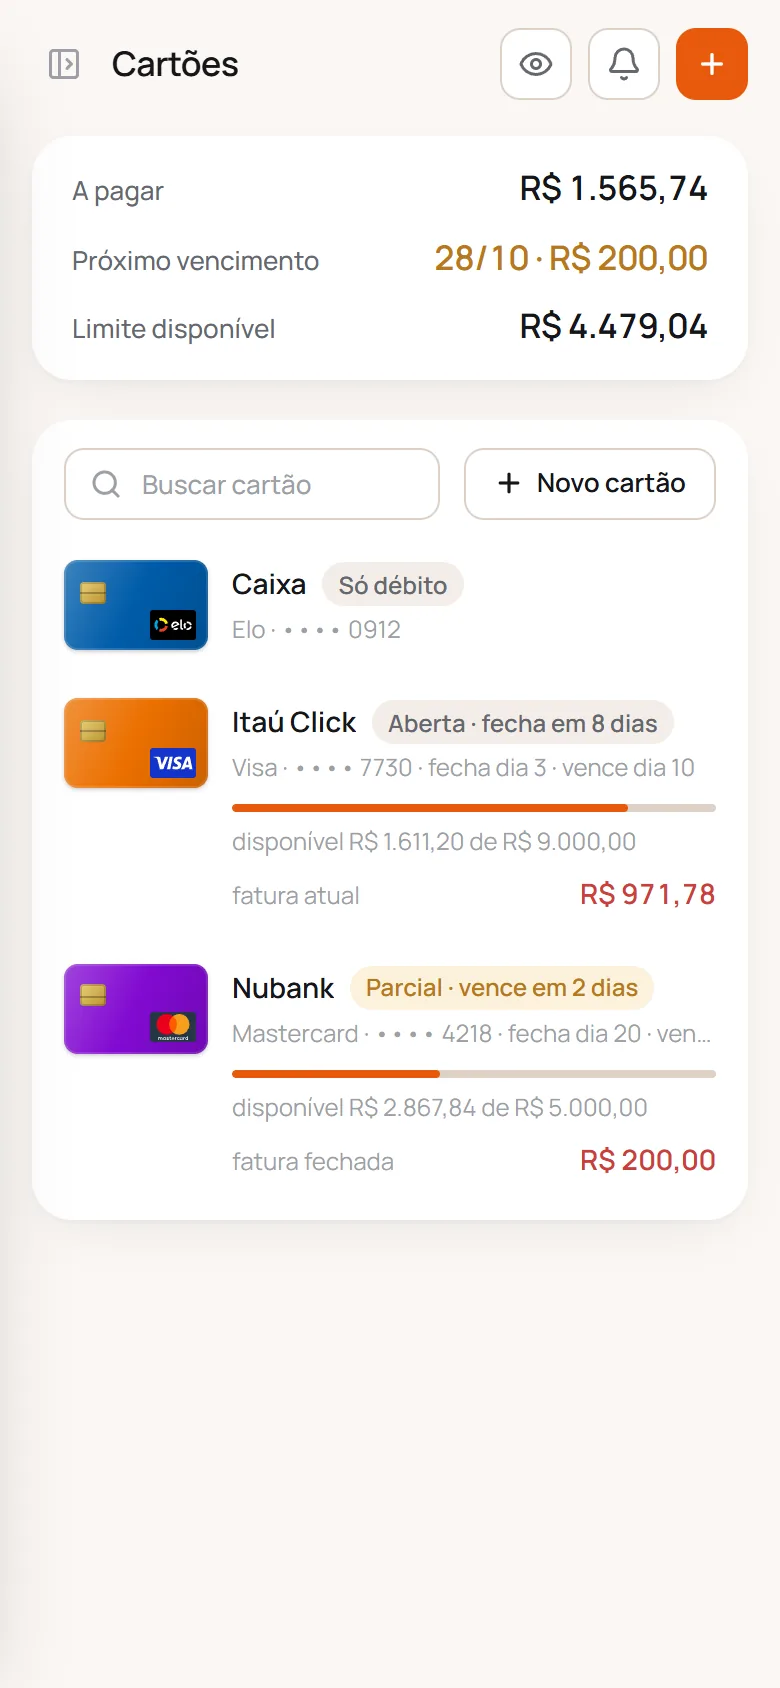 Cartões
A pagar R$ 1.565,74
Próximo vencimento 28/10 · R$ 200,00
Limite disponível R$ 4.479,04
Buscar cartão + Novo cartão
Caixa Só débito
elo
Elo · •••• 0912
Itaú Click Aberta · fecha em 8 dias
VISA
Visa · •••• 7730 · fecha dia 3 · vence dia 10
disponível R$ 1.611,20 de R$ 9.000,00
fatura atual R$ 971,78
Nubank Parcial · vence em 2 dias
mastercard
Mastercard · •••• 4218 · fecha dia 20 · ven...
disponível R$ 2.867,84 de R$ 5.000,00
fatura fechada R$ 200,00